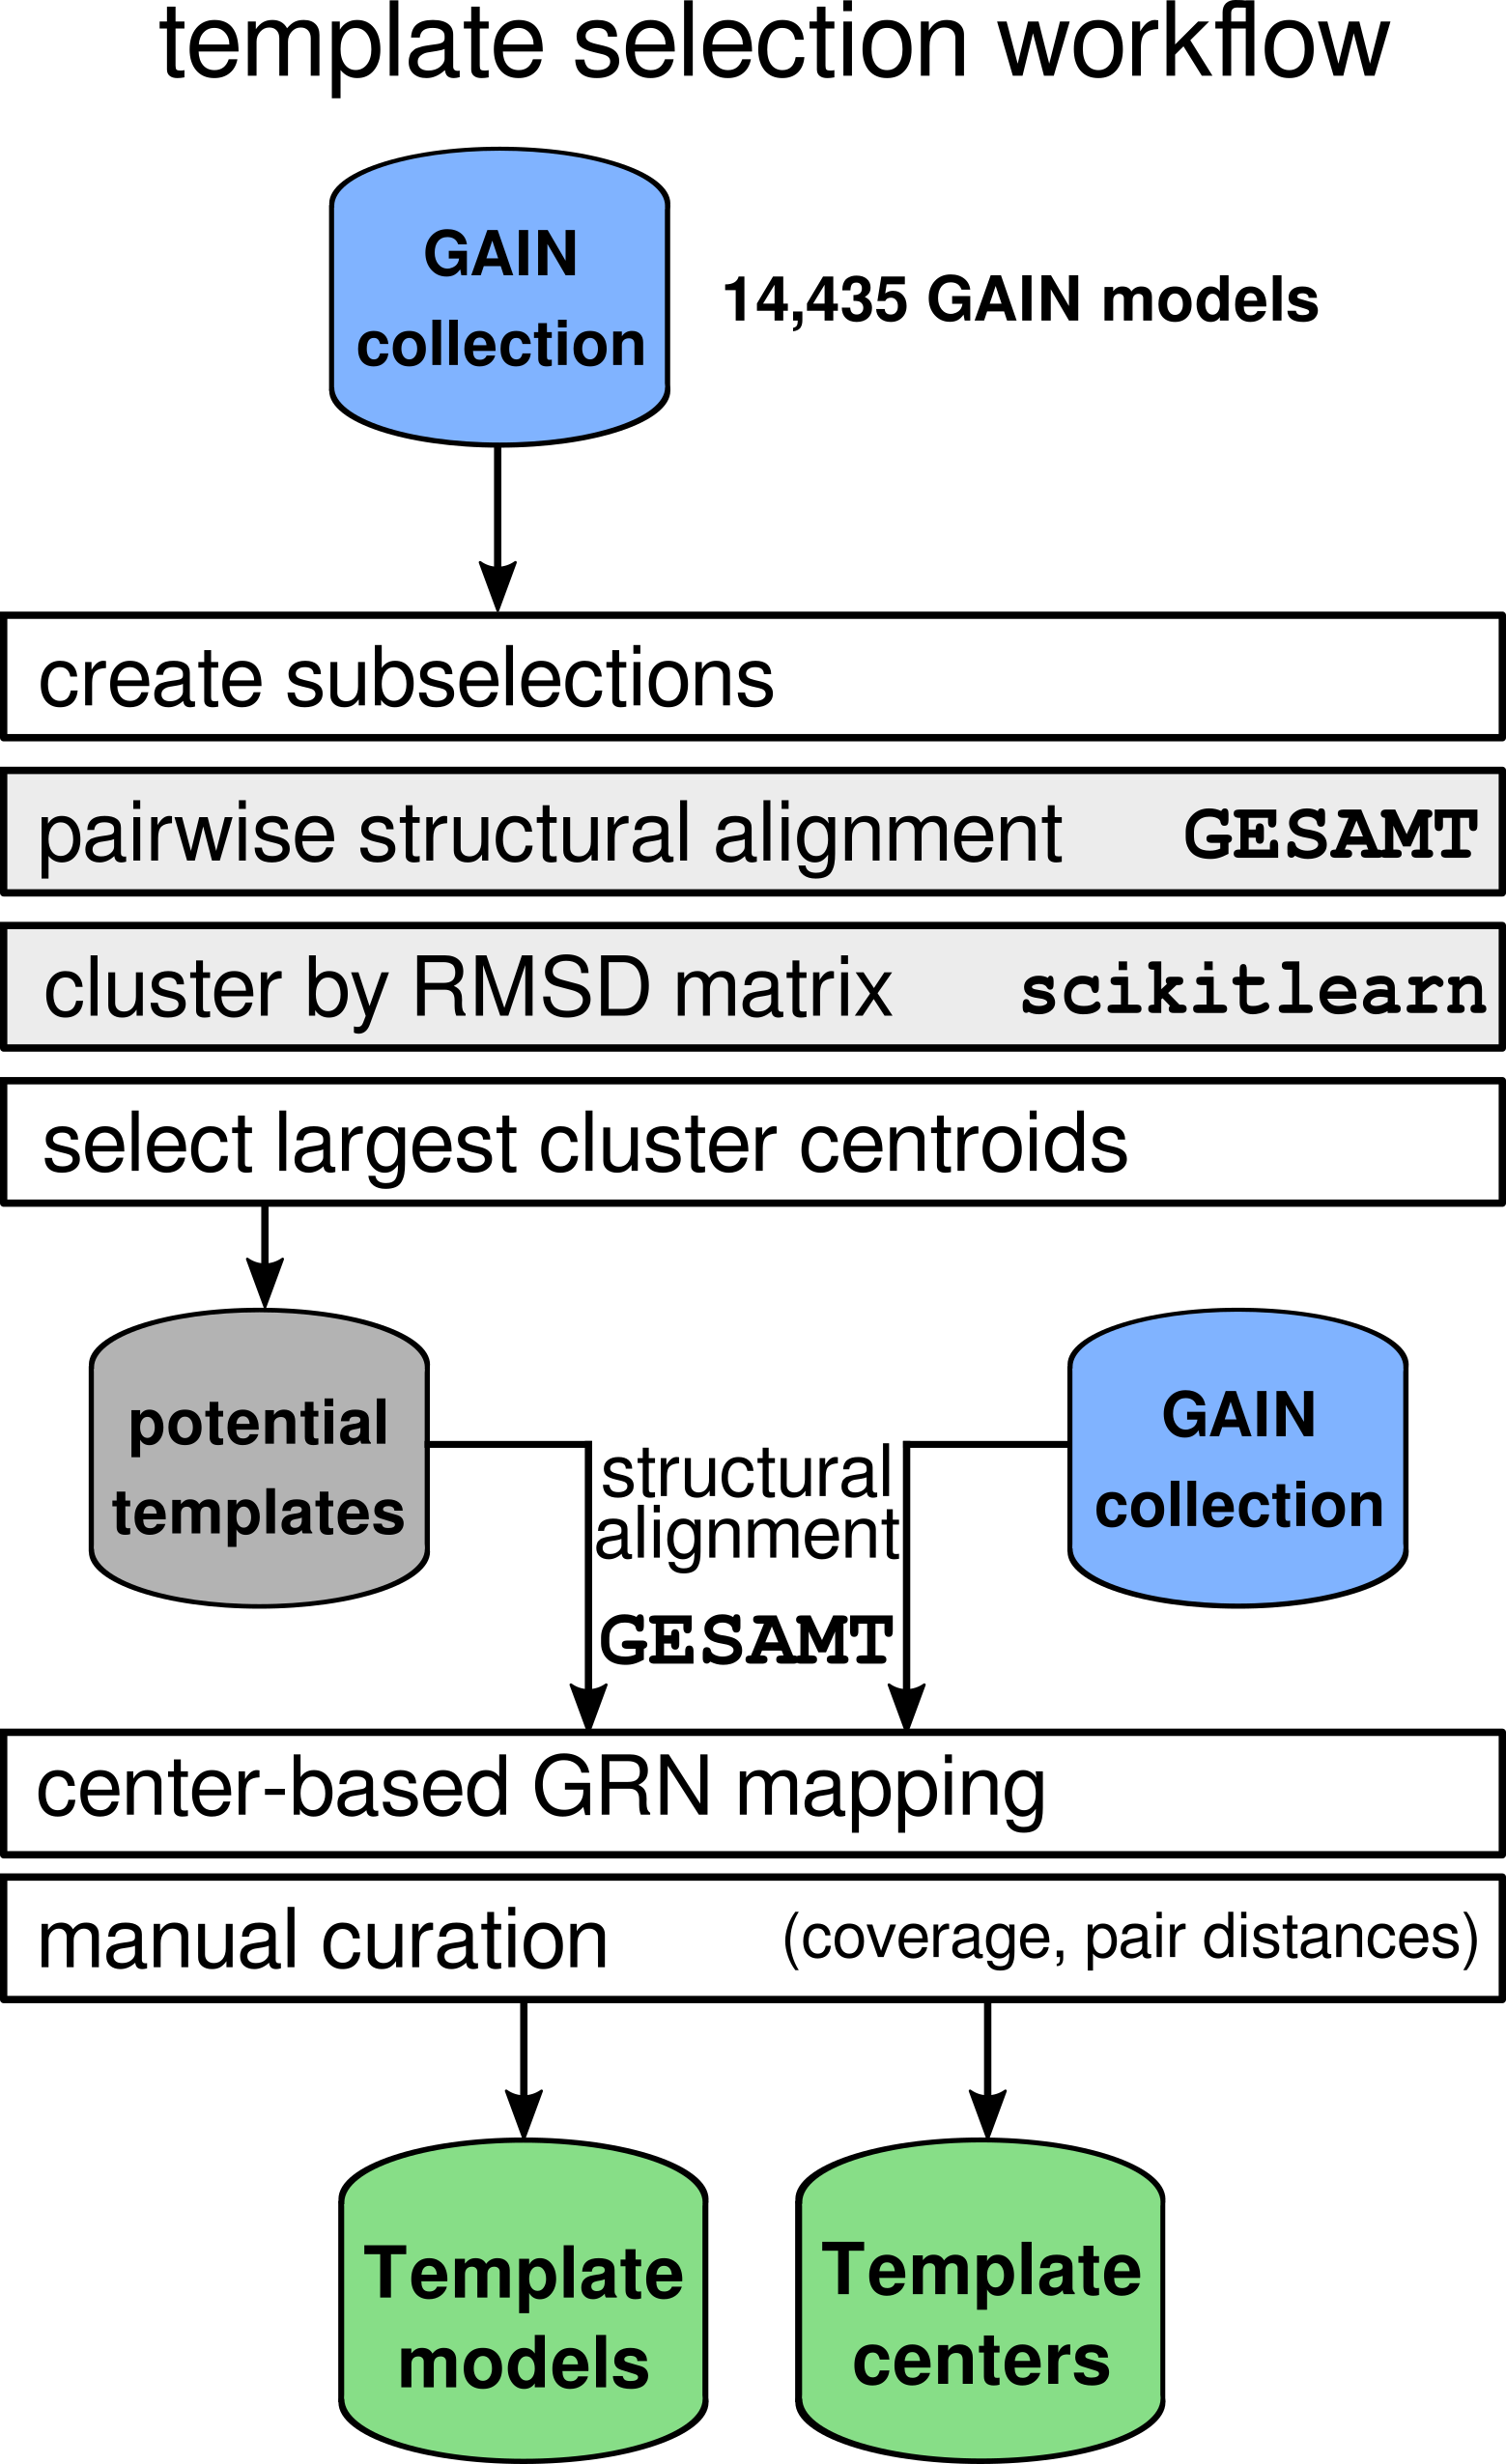 template selection workflow
GAIN
collection
14,435 GAIN models
create subselections
pairwise structural alignment GESAMT
cluster by RMSD matrix scikitlearn
select largest cluster centroids
potential
templates
structural
alignment
GESAMT
GAIN
collection
center-based GRN mapping
manual curation (coverage, pair distances)
Template
models
Template
centers